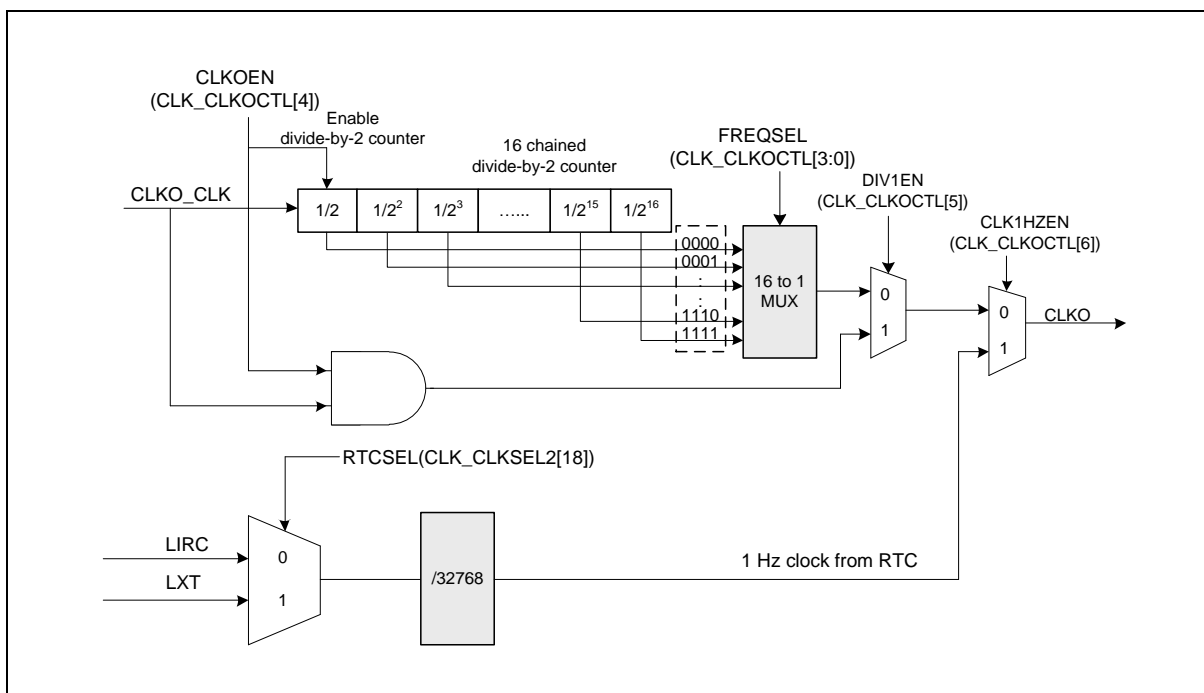 CLKOEN
(CLK_CLKOCTL[4])
Enable
divide-by-2 counter
16 chained
divide-by-2 counter
FREQSEL
(CLK_CLKOCTL[3:0])
DIV1EN
(CLK_CLKOCTL[5])
CLK1HZEN
(CLK_CLKOCTL[6])
CLKO_CLK
1/2 1/2² 1/2³ …... 1/2¹⁵ 1/2¹⁶
0000
0001
:
:
1110
1111
16 to 1
MUX
0
1
0
1
CLKO
RTCSEL(CLK_CLKSEL2[18])
LIRC
LXT
0
1
/32768
1 Hz clock from RTC